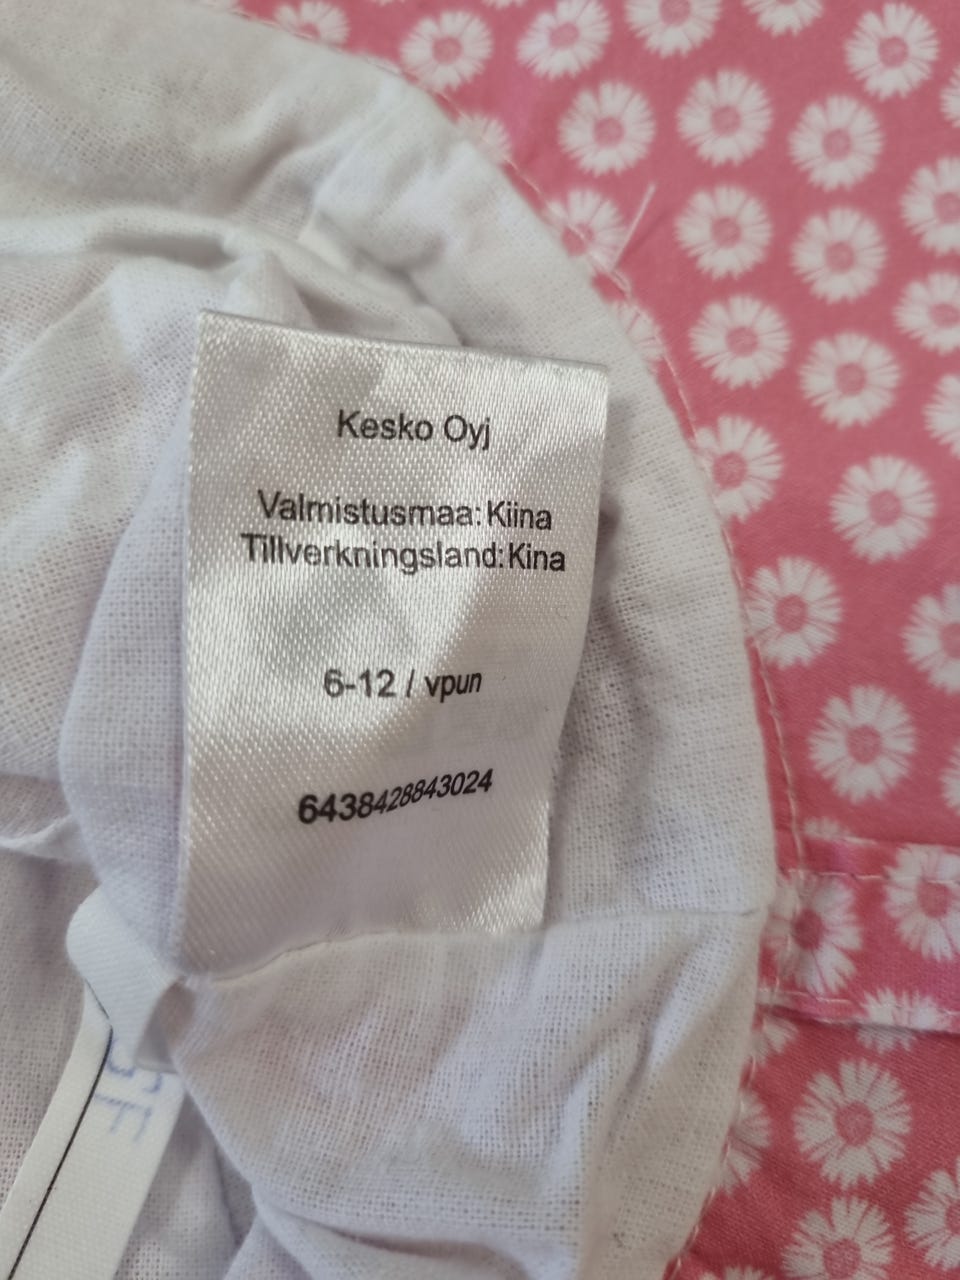 Kesko Oyj
Valmistusmaa: Kiina
Tillverkningsland: Kina
6-12 / vpun
6438428843024